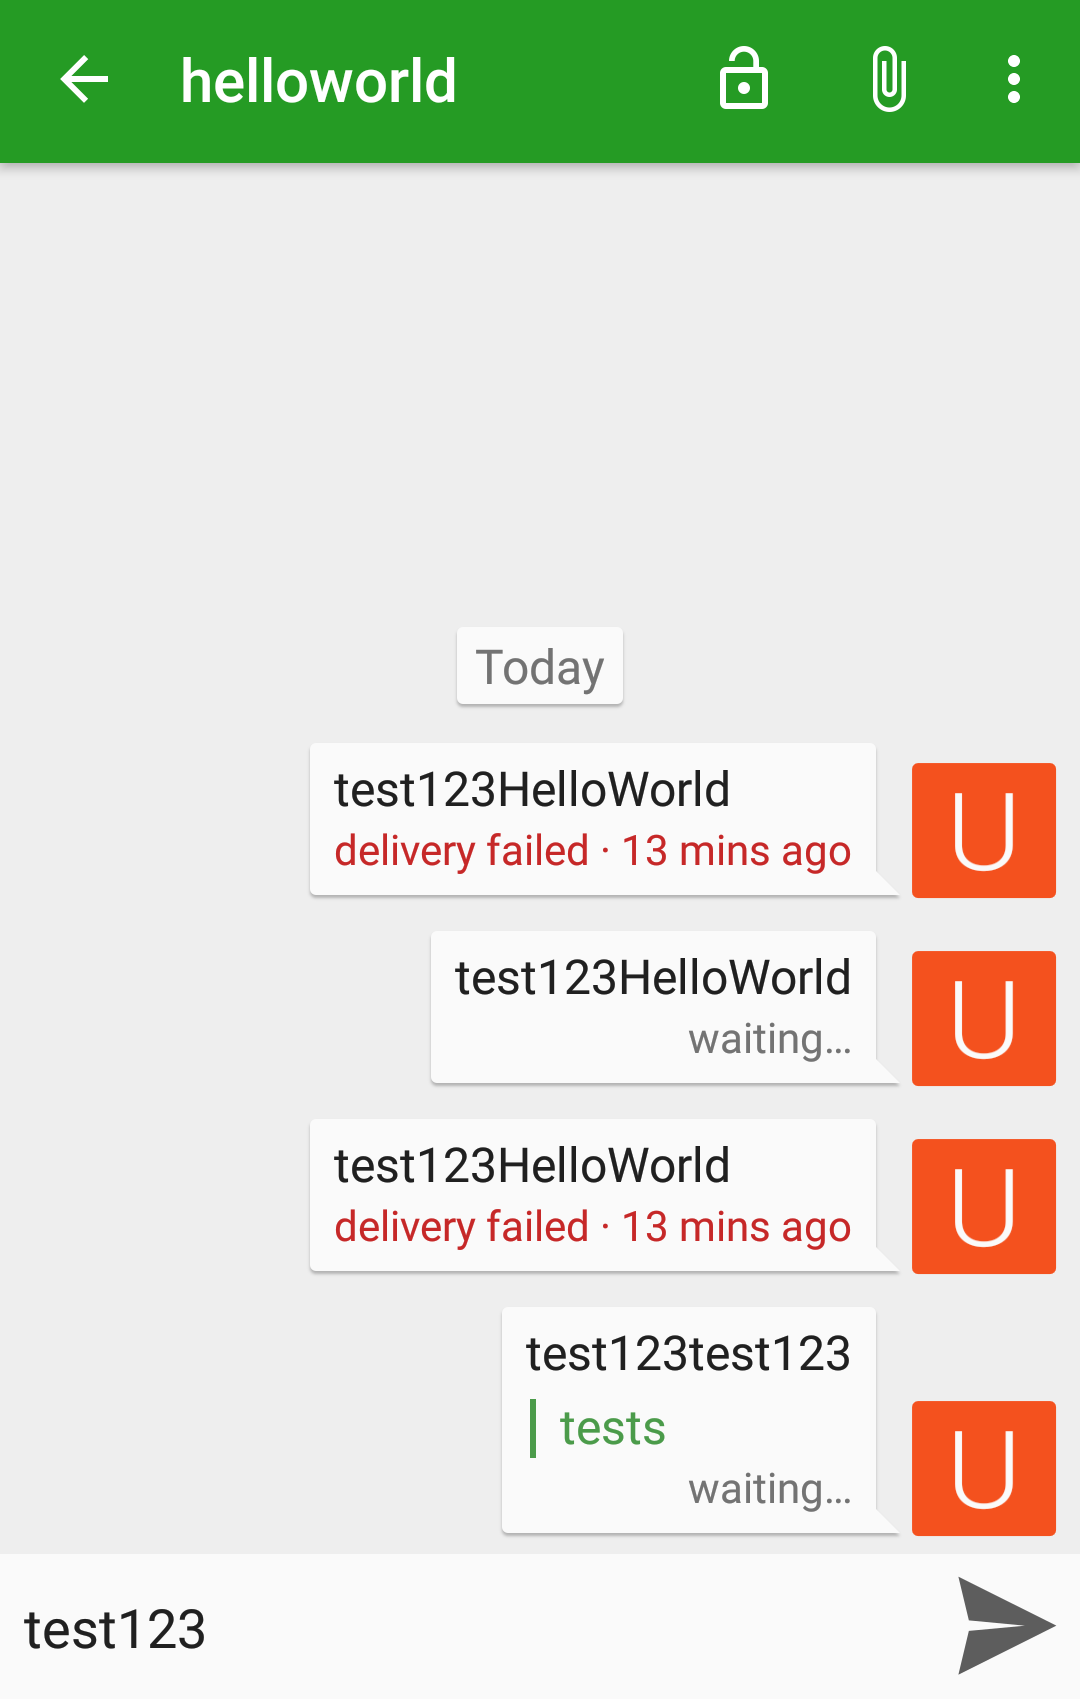 helloworld
Today
test123HelloWorld
delivery failed · 13 mins ago
U
test123HelloWorld
waiting…
U
test123HelloWorld
delivery failed · 13 mins ago
U
test123test123
tests
waiting…
U
test123